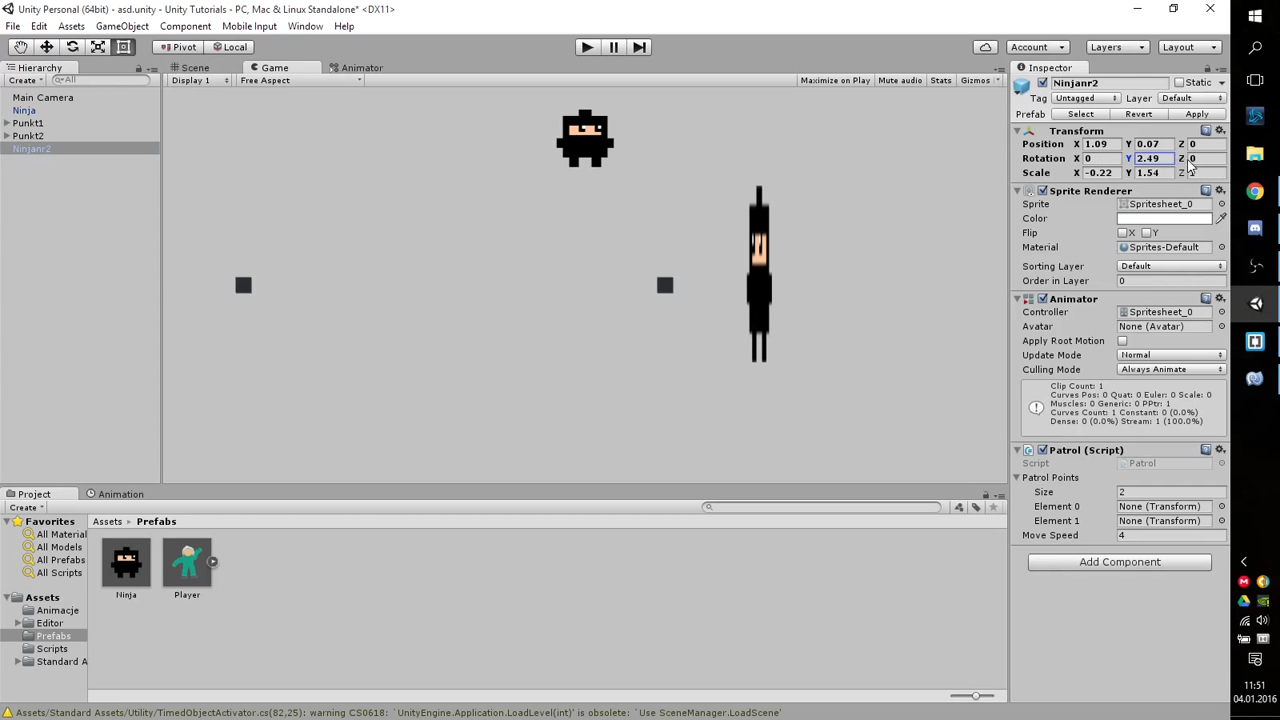 Unity Personal (64bit) - asd.unity - Unity Tutorials - PC, Mac & Linux Standalone* <DX11>
File Edit Assets GameObject Component Mobile Input Window Help
Pivot Local Account Layers Layout
Hierarchy Scene Game Animator Inspector
Create All Display 1 Free Aspect Maximize on Play Mute audio Stats Gizmos Ninjanr2 Static
Main Camera Tag Untagged Layer Default
Ninja Prefab Select Revert Apply
Punkt1 Transform
Punkt2 Position X 1.09 Y 0.07 Z 0
Ninjanr2 Rotation X 0 Y 2.49 Z 0
Scale X -0.22 Y 1.54 Z
Sprite Renderer
Sprite Spritesheet_0
Color
Flip X Y
Material Sprites-Default
Sorting Layer Default
Order in Layer 0
Animator
Controller Spritesheet_0
Avatar None (Avatar)
Apply Root Motion
Update Mode Normal
Culling Mode Always Animate
Clip Count: 1
Curves Pos: 0 Quat: 0 Euler: 0 Scale: 0
Muscles: 0 Generic: 0 PPtr: 1
Curves Count: 1 Constant: 0 (0.0%)
Dense: 0 (0.0%) Stream: 1 (100.0%)
Patrol (Script)
Script Patrol
Patrol Points
Size 2
Element 0 None (Transform)
Element 1 None (Transform)
Move Speed 4
Add Component
Project Animation
Create
Favorites Assets Prefabs
All Material
All Models
All Prefabs
All Scripts
Ninja Player
Assets
Animacje
Editor
Prefabs
Scripts
Standard A
Assets/Standard Assets/Utility/TimedObjectActivator.cs(82,25): warning CS0618: `UnityEngine.Application.LoadLevel(int)' is obsolete: `Use SceneManager.LoadScene'
11:51
04.01.2016